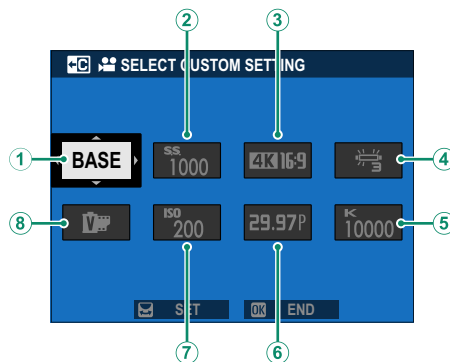 2 3
C SELECT CUSTOM SETTING
1 BASE S.S. 1000 4K 16:9 3 4
8 V ISO 200 29.97P K 10000 5
SET OK END
7 6